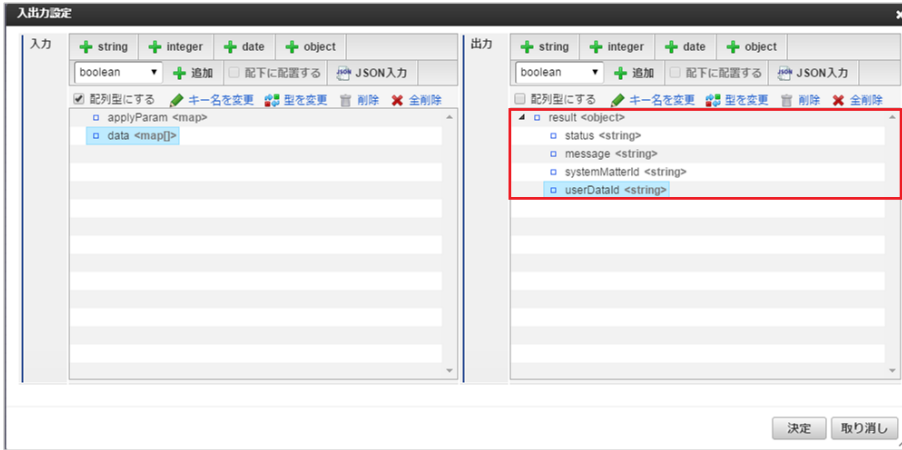 入出力設定
入力
string integer date object
boolean 追加 配下に配置する JSON JSON入力
配列型にする キー名を変更 型を変更 削除 全削除
applyParam <map>
data <map[]>
出力
string integer date object
boolean 追加 配下に配置する JSON JSON入力
配列型にする キー名を変更 型を変更 削除 全削除
result <object>
status <string>
message <string>
systemMatterId <string>
userDataId <string>
決定 取り消し